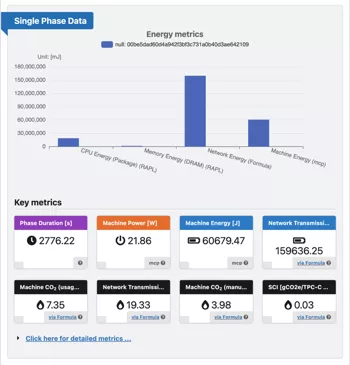 Single Phase Data
Energy metrics
null: 00be5dad60d4a942f3bf3c731a0b40d3ae642109
Unit: [mJ]
180,000,000
150,000,000
120,000,000
90,000,000
60,000,000
30,000,000
0
CPU Energy (Package) (RAPL)
Memory Energy (DRAM) (RAPL)
Network Energy (Formula)
Machine Energy (mcp)
Key metrics
Phase Duration [s]
2776.22
Machine Power [W]
21.86
mcp
Machine Energy [J]
60679.47
mcp
Network Transmissi...
159636.25
via Formula
Machine CO₂ (usag...
7.35
via Formula
Network Transmissi...
19.33
via Formula
Machine CO₂ (manu...
3.98
via Formula
SCI [gCO2e/TPC-C ...
0.03
via Formula
Click here for detailed metrics ...